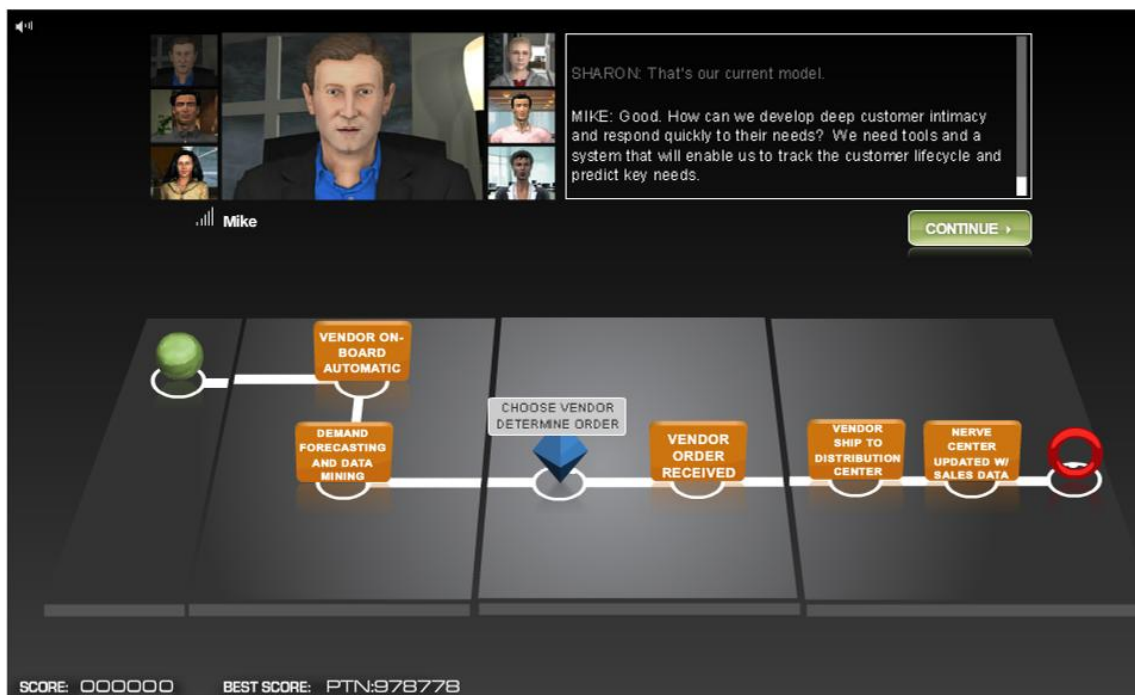 SHARON: That's our current model.
MIKE: Good. How can we develop deep customer intimacy
and respond quickly to their needs? We need tools and a
system that will enable us to track the customer lifecycle and
predict key needs.
Mike
CONTINUE
VENDOR ON-
BOARD
AUTOMATIC
DEMAND
FORECASTING
AND DATA
MINING
CHOOSE VENDOR
DETERMINE ORDER
VENDOR
ORDER
RECEIVED
VENDOR
SHIP TO
DISTRIBUTION
CENTER
NERVE
CENTER
UPDATED W/
SALES DATA
SCORE: 000000
BEST SCORE: PTN:978778